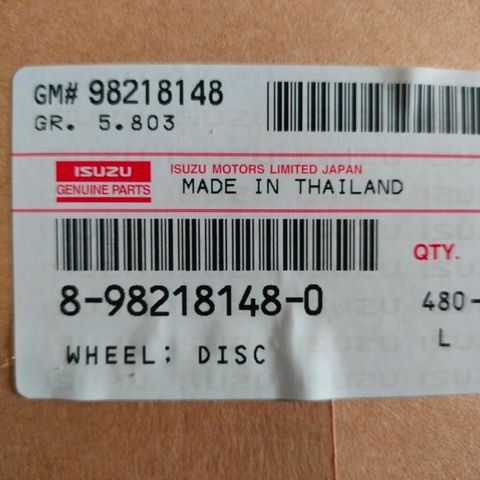 GM# 98218148
GR. 5.803
ISUZU
GENUINE PARTS
ISUZU MOTORS LIMITED JAPAN
MADE IN THAILAND
QTY.
8-98218148-0
480-
L
WHEEL; DISC